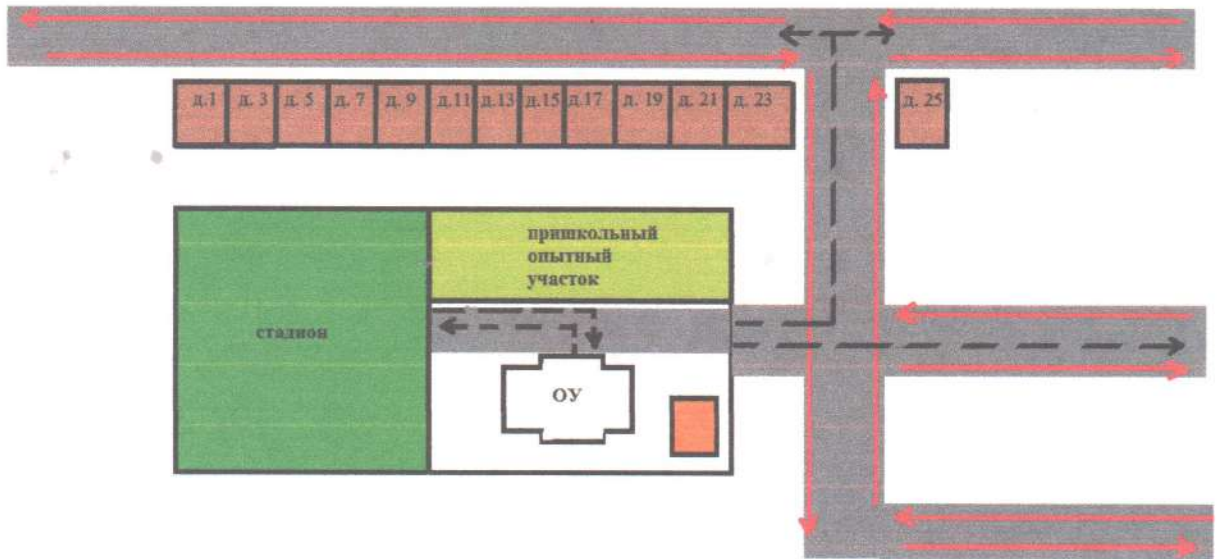 д.1 д. 3 д. 5 д. 7 д. 9 д.11 д.13 д.15 д.17 д. 19 д. 21 д. 23 д. 25
пришкольный
опытный
участок
стадион
ОУ